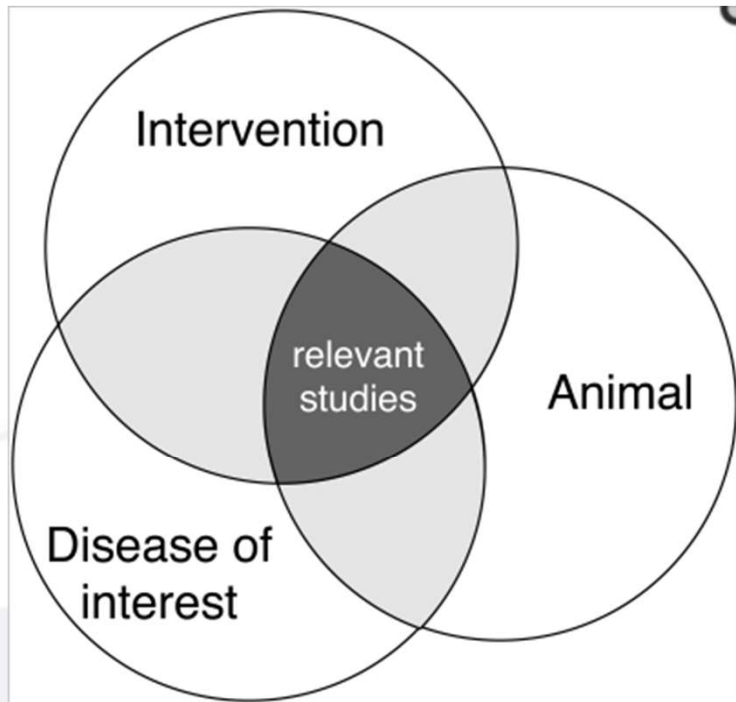 Intervention
relevant
studies
Animal
Disease of
interest